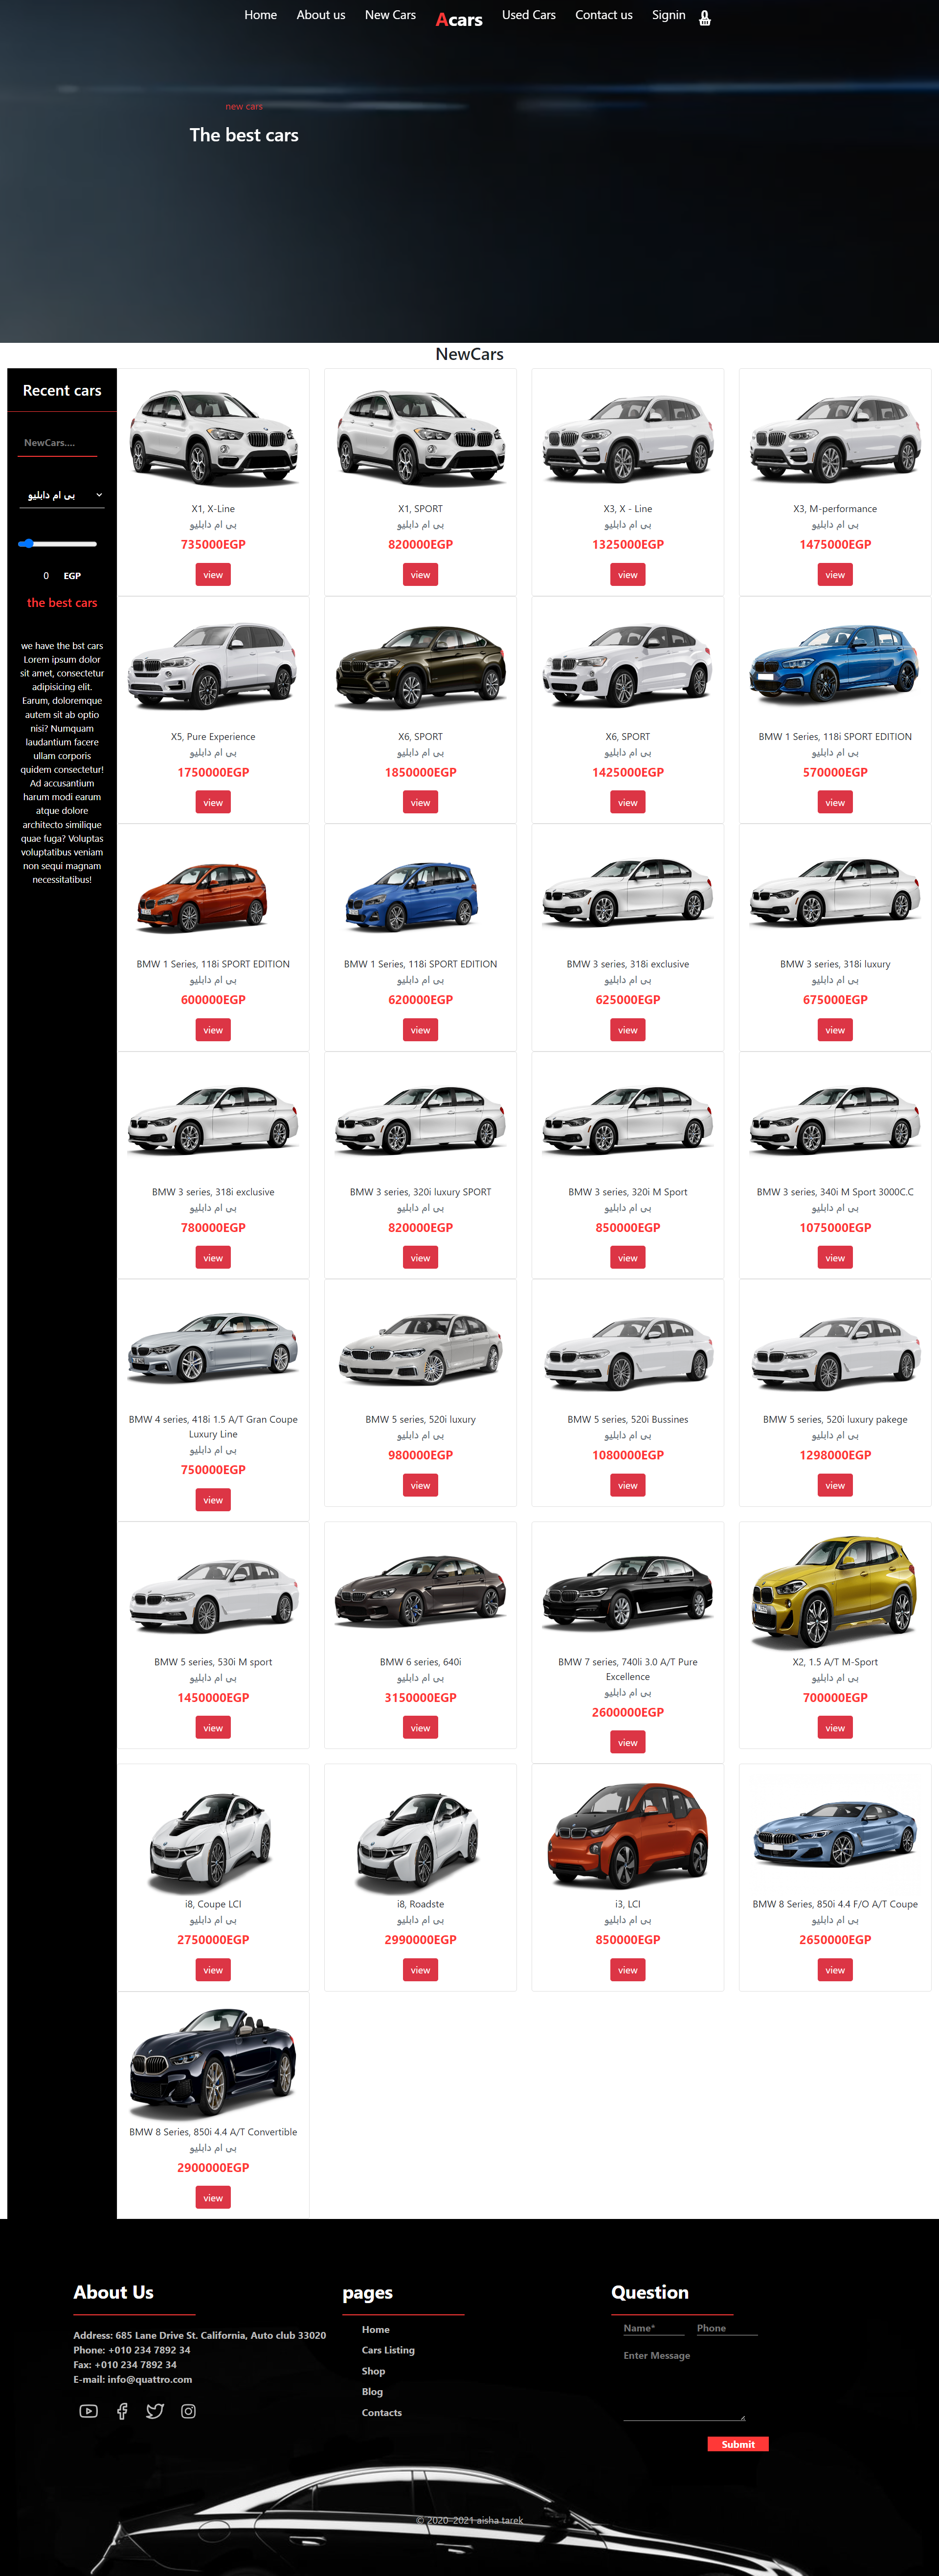 Home About us New Cars Acars Used Cars Contact us Signin 0
new cars
The best cars
NewCars
Recent cars
NewCars....
بى ام دابليو
0 EGP
the best cars
we have the bst cars
Lorem ipsum dolor
sit amet, consectetur
adipisicing elit.
Earum, doloremque
autem sit ab optio
nisi? Numquam
laudantium facere
ullam corporis
quidem consectetur!
Ad accusantium
harum modi earum
atque dolore
architecto similique
quae fuga? Voluptas
voluptatibus veniam
non sequi magnam
necessitatibus!
X1, X-Line
بى ام دابليو
735000EGP
view
X1, SPORT
بى ام دابليو
820000EGP
view
X3, X - Line
بى ام دابليو
1325000EGP
view
X3, M-performance
بى ام دابليو
1475000EGP
view
X5, Pure Experience
بى ام دابليو
1750000EGP
view
X6, SPORT
بى ام دابليو
1850000EGP
view
X6, SPORT
بى ام دابليو
1425000EGP
view
BMW 1 Series, 118i SPORT EDITION
بى ام دابليو
570000EGP
view
BMW 1 Series, 118i SPORT EDITION
بى ام دابليو
600000EGP
view
BMW 1 Series, 118i SPORT EDITION
بى ام دابليو
620000EGP
view
BMW 3 series, 318i exclusive
بى ام دابليو
625000EGP
view
BMW 3 series, 318i luxury
بى ام دابليو
675000EGP
view
BMW 3 series, 318i exclusive
بى ام دابليو
780000EGP
view
BMW 3 series, 320i luxury SPORT
بى ام دابليو
820000EGP
view
BMW 3 series, 320i M Sport
بى ام دابليو
850000EGP
view
BMW 3 series, 340i M Sport 3000C.C
بى ام دابليو
1075000EGP
view
BMW 4 series, 418i 1.5 A/T Gran Coupe
Luxury Line
بى ام دابليو
750000EGP
view
BMW 5 series, 520i luxury
بى ام دابليو
980000EGP
view
BMW 5 series, 520i Bussines
بى ام دابليو
1080000EGP
view
BMW 5 series, 520i luxury pakege
بى ام دابليو
1298000EGP
view
BMW 5 series, 530i M sport
بى ام دابليو
1450000EGP
view
BMW 6 series, 640i
بى ام دابليو
3150000EGP
view
BMW 7 series, 740li 3.0 A/T Pure
Excellence
بى ام دابليو
2600000EGP
view
X2, 1.5 A/T M-Sport
بى ام دابليو
700000EGP
view
i8, Coupe LCI
بى ام دابليو
2750000EGP
view
i8, Roadste
بى ام دابليو
2990000EGP
view
i3, LCI
بى ام دابليو
850000EGP
view
BMW 8 Series, 850i 4.4 F/O A/T Coupe
بى ام دابليو
2650000EGP
view
BMW 8 Series, 850i 4.4 A/T Convertible
بى ام دابليو
2900000EGP
view
About Us
Address: 685 Lane Drive St. California, Auto club 33020
Phone: +010 234 7892 34
Fax: +010 234 7892 34
E-mail: info@quattro.com
pages
Home
Cars Listing
Shop
Blog
Contacts
Question
Name* Phone
Enter Message
Submit
© 2020-2021 aisha tarek